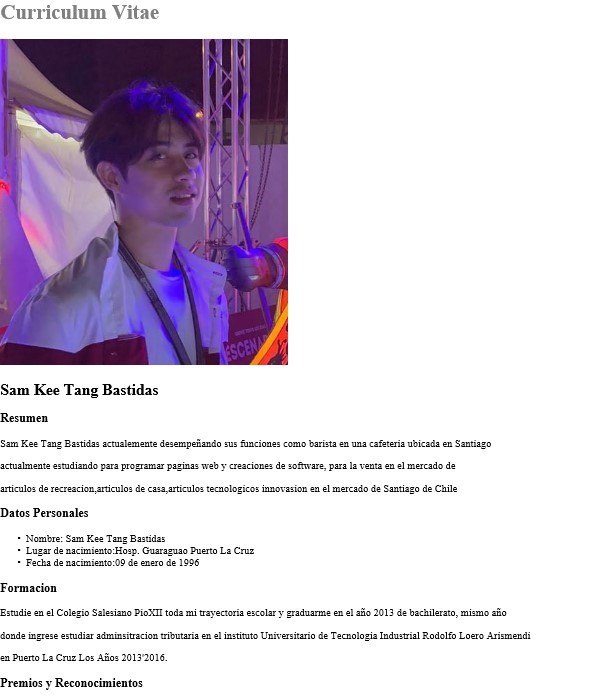 Curriculum Vitae
ESCENAR
Sam Kee Tang Bastidas
Resumen
Sam Kee Tang Bastidas actualemente desempeñando sus funciones como barista en una cafeteria ubicada en Santiago
actualmente estudiando para programar paginas web y creaciones de software, para la venta en el mercado de
articulos de recreacion,articulos de casa,articulos tecnologicos innovasion en el mercado de Santiago de Chile
Datos Personales
• Nombre: Sam Kee Tang Bastidas
• Lugar de nacimiento:Hosp. Guaraguao Puerto La Cruz
• Fecha de nacimiento:09 de enero de 1996
Formacion
Estudie en el Colegio Salesiano PioXII toda mi trayectoria escolar y graduarme en el año 2013 de bachilerato, mismo año
donde ingrese estudiar adminsitracion tributaria en el instituto Universitario de Tecnologia Industrial Rodolfo Loero Arismendi
en Puerto La Cruz Los Años 2013'2016.
Premios y Reconocimientos